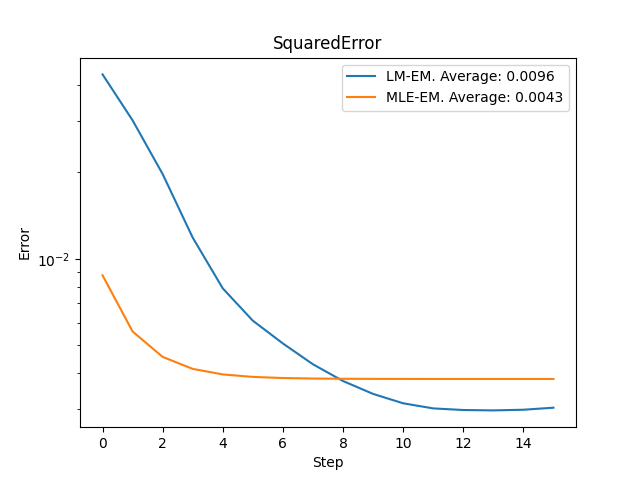 SquaredError
LM-EM. Average: 0.0096
MLE-EM. Average: 0.0043
Error
10⁻²
0 2 4 6 8 10 12 14
Step